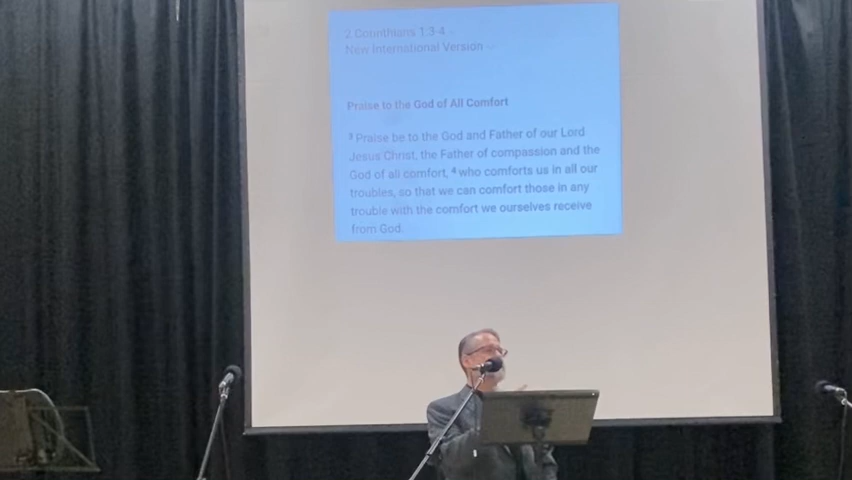 2 Corinthians 1:3-4
New International Version
Praise to the God of All Comfort
³ Praise be to the God and Father of our Lord
Jesus Christ, the Father of compassion and the
God of all comfort, ⁴ who comforts us in all our
troubles, so that we can comfort those in any
trouble with the comfort we ourselves receive
from God.